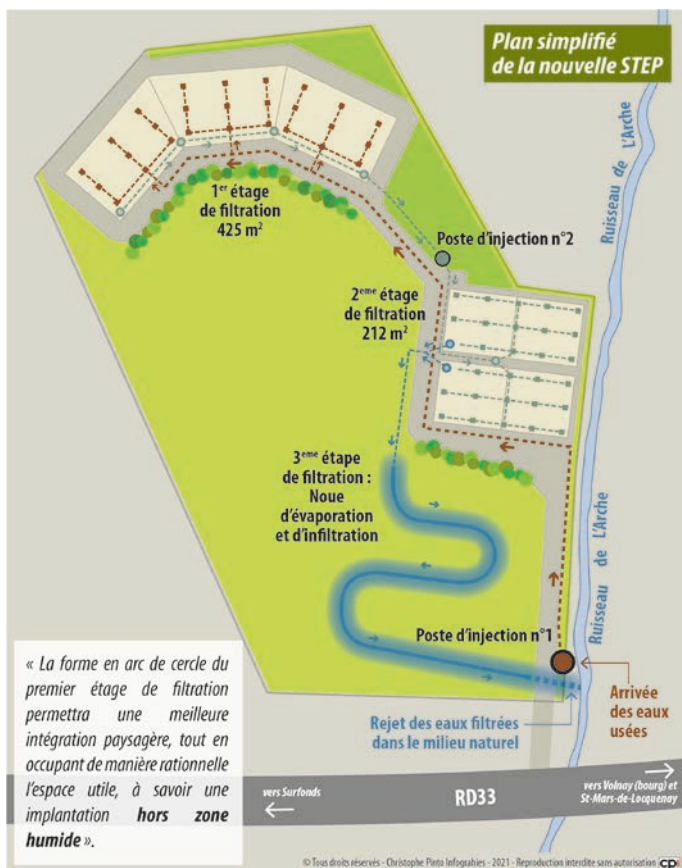 Plan simplifié
de la nouvelle STEP
Ruisseau de L'Arche
1er étage
de filtration
425 m²
Poste d'injection n°2
2eme étage
de filtration
212 m²
3eme étape
de filtration :
Noue
d'évaporation
et d'infiltration
Ruisseau de L'Arche
Poste d'injection n°1
Arrivée
des eaux
usées
Rejet des eaux filtrées
dans le milieu naturel
« La forme en arc de cercle du
premier étage de filtration
permettra une meilleure
intégration paysagère, tout en
occupant de manière rationnelle
l'espace utile, à savoir une
implantation hors zone
humide ».
vers Surfonds
RD33
vers Volnay (bourg) et
St-Mars-de-Locquenay
© Tous droits réservés - Christophe Pinto Infographies - 2021 - Reproduction interdite sans autorisation